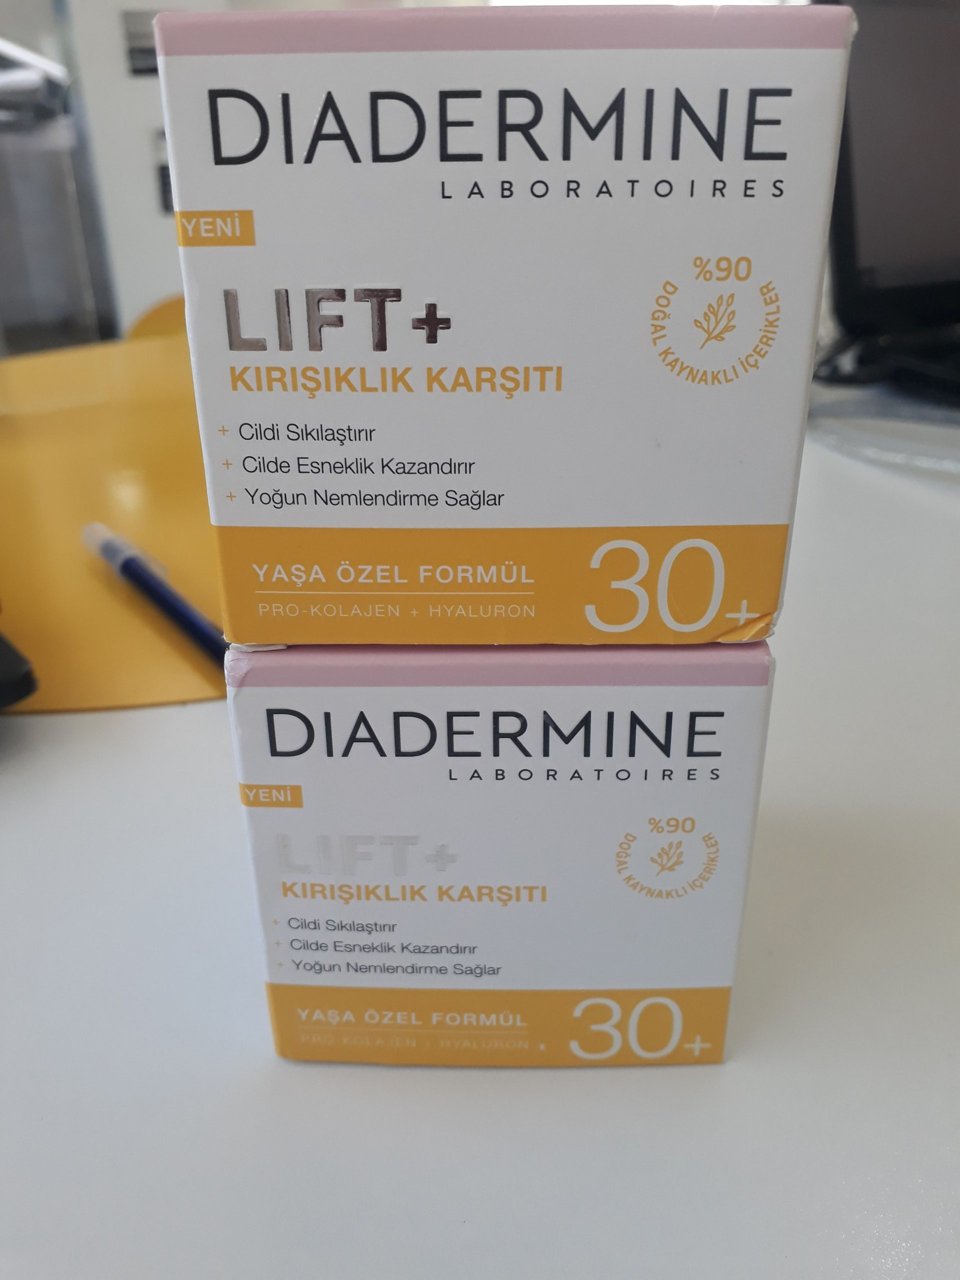 DIADERMINE
LABORATOIRES
YENİ
LIFT+
KIRIŞIKLIK KARŞITI
+ Cildi Sıkılaştırır
+ Cilde Esneklik Kazandırır
+ Yoğun Nemlendirme Sağlar
%90
DOĞAL KAYNAKLI İÇERİKLER
YAŞA ÖZEL FORMÜL
PRO-KOLAJEN + HYALURON
30+
DIADERMINE
LABORATOIRES
YENİ
LIFT+
KIRIŞIKLIK KARŞITI
+ Cildi Sıkılaştırır
+ Cilde Esneklik Kazandırır
+ Yoğun Nemlendirme Sağlar
%90
DOĞAL KAYNAKLI İÇERİKLER
YAŞA ÖZEL FORMÜL
PRO-KOLAJEN + HYALURON
30+